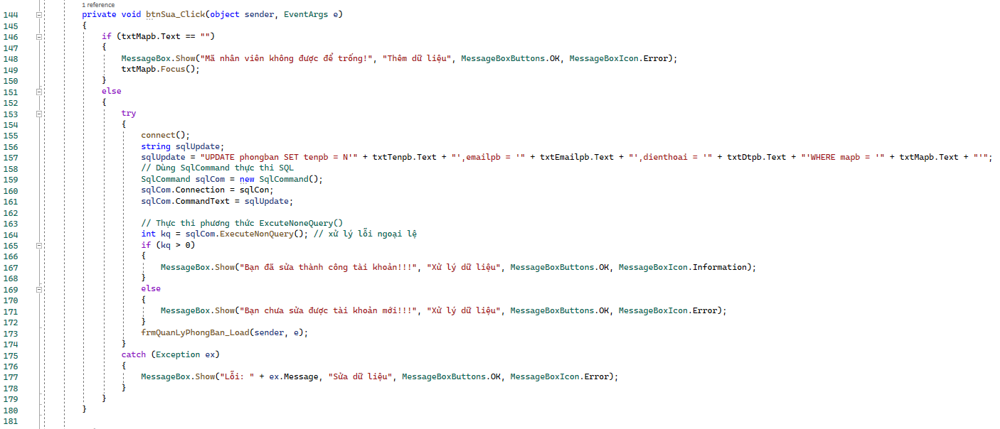 1 reference
144 private void btnSua_Click(object sender, EventArgs e)
145 {
146 if (txtMapb.Text == "")
147 {
148 MessageBox.Show("Mã nhân viên không được để trống!", "Thêm dữ liệu", MessageBoxButtons.OK, MessageBoxIcon.Error);
149 txtMapb.Focus();
150 }
151 else
152 {
153 try
154 {
155 connect();
156 string sqlUpdate;
157 sqlUpdate = "UPDATE phongban SET tenpb = N'" + txtTenpb.Text + "',emailpb = '" + txtEmailpb.Text + "',dienthoai = '" + txtDtpb.Text + "'WHERE mapb = '" + txtMapb.Text + "'";
158 // Dùng SqlCommand thực thi SQL
159 SqlCommand sqlCom = new SqlCommand();
160 sqlCom.Connection = sqlCon;
161 sqlCom.CommandText = sqlUpdate;
162
163 // Thực thi phương thức ExcuteNoneQuery()
164 int kq = sqlCom.ExecuteNonQuery(); // xử lý lỗi ngoại lệ
165 if (kq > 0)
166 {
167 MessageBox.Show("Bạn đã sửa thành công tài khoản!!!", "Xử lý dữ liệu", MessageBoxButtons.OK, MessageBoxIcon.Information);
168 }
169 else
170 {
171 MessageBox.Show("Bạn chưa sửa được tài khoản mới!!!", "Xử lý dữ liệu", MessageBoxButtons.OK, MessageBoxIcon.Error);
172 }
173 frmQuanLyPhongBan_Load(sender, e);
174 }
175 catch (Exception ex)
176 {
177 MessageBox.Show("Lỗi: " + ex.Message, "Sửa dữ liệu", MessageBoxButtons.OK, MessageBoxIcon.Error);
178 }
179 }
180 }
181